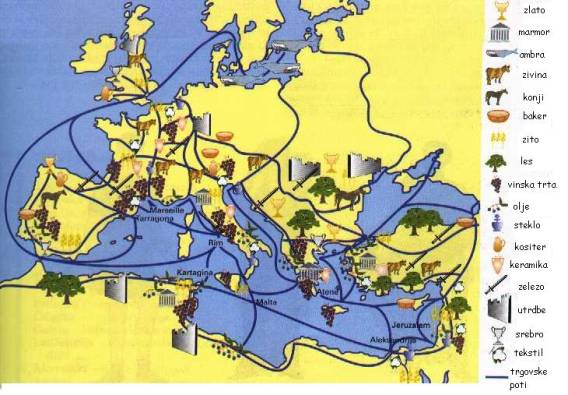 zlato
marmor
ambra
zivina
konji
baker
zito
les
vinska trta
olje
steklo
kositer
keramika
zelezo
utrdbe
srebro
tekstil
trgovske
poti
Marseille
Tarragona
Rim
Kartagina
Malta
Atene
Jeruzalem
Aleksandrija